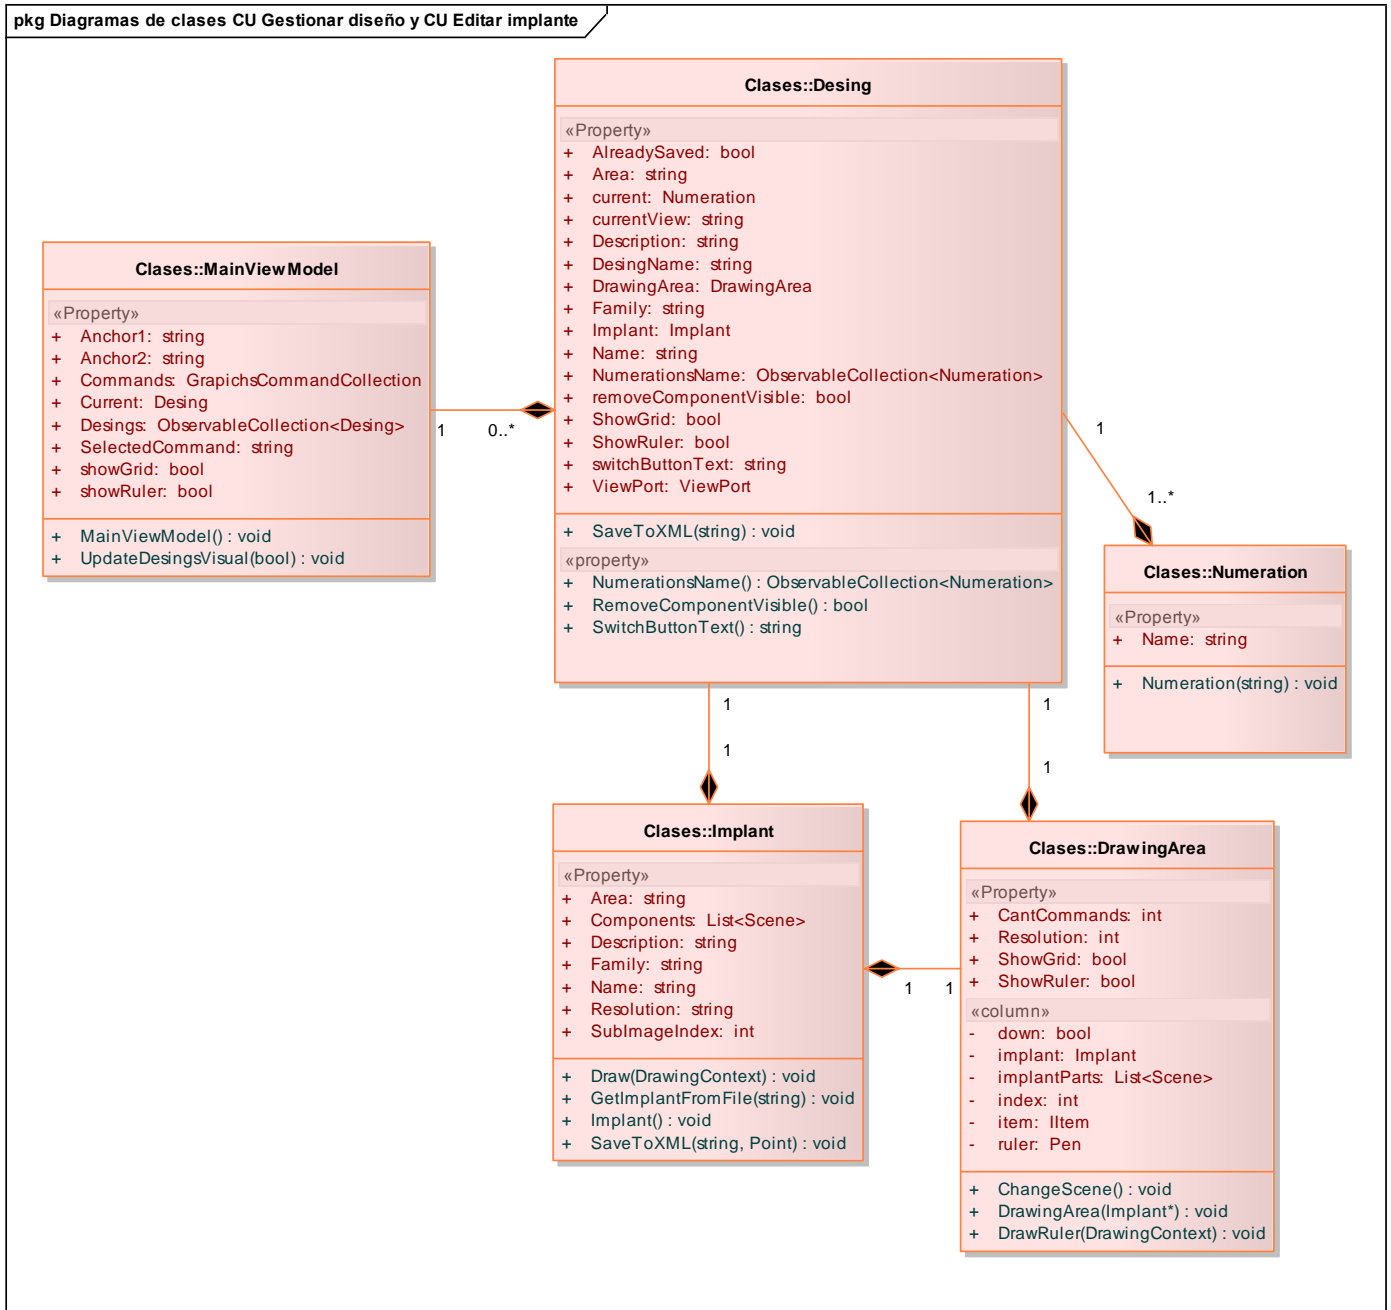 pkg Diagramas de clases CU Gestionar diseño y CU Editar implante
Clases::Desing
«Property»
+ AlreadySaved: bool
+ Area: string
+ current: Numeration
+ currentView: string
+ Description: string
+ DesingName: string
+ DrawingArea: DrawingArea
+ Family: string
+ Implant: Implant
+ Name: string
+ NumerationsName: ObservableCollection<Numeration>
+ removeComponentVisible: bool
+ ShowGrid: bool
+ ShowRuler: bool
+ switchButtonText: string
+ ViewPort: ViewPort
+ SaveToXML(string) : void
«property»
+ NumerationsName() : ObservableCollection<Numeration>
+ RemoveComponentVisible() : bool
+ SwitchButtonText() : string
Clases::MainViewModel
«Property»
+ Anchor1: string
+ Anchor2: string
+ Commands: GrapichsCommandCollection
+ Current: Desing
+ Desings: ObservableCollection<Desing>
+ SelectedCommand: string
+ showGrid: bool
+ showRuler: bool
+ MainViewModel() : void
+ UpdateDesingsVisual(bool) : void
1
0..*
1
1..*
Clases::Numeration
«Property»
+ Name: string
+ Numeration(string) : void
1
1
1
1
Clases::Implant
«Property»
+ Area: string
+ Components: List<Scene>
+ Description: string
+ Family: string
+ Name: string
+ Resolution: string
+ SubImageIndex: int
+ Draw(DrawingContext) : void
+ GetImplantFromFile(string) : void
+ Implant() : void
+ SaveToXML(string, Point) : void
1
1
Clases::DrawingArea
«Property»
+ CantCommands: int
+ Resolution: int
+ ShowGrid: bool
+ ShowRuler: bool
«column»
- down: bool
- implant: Implant
- implantParts: List<Scene>
- index: int
- item: IItem
- ruler: Pen
+ ChangeScene() : void
+ DrawingArea(Implant*) : void
+ DrawRuler(DrawingContext) : void